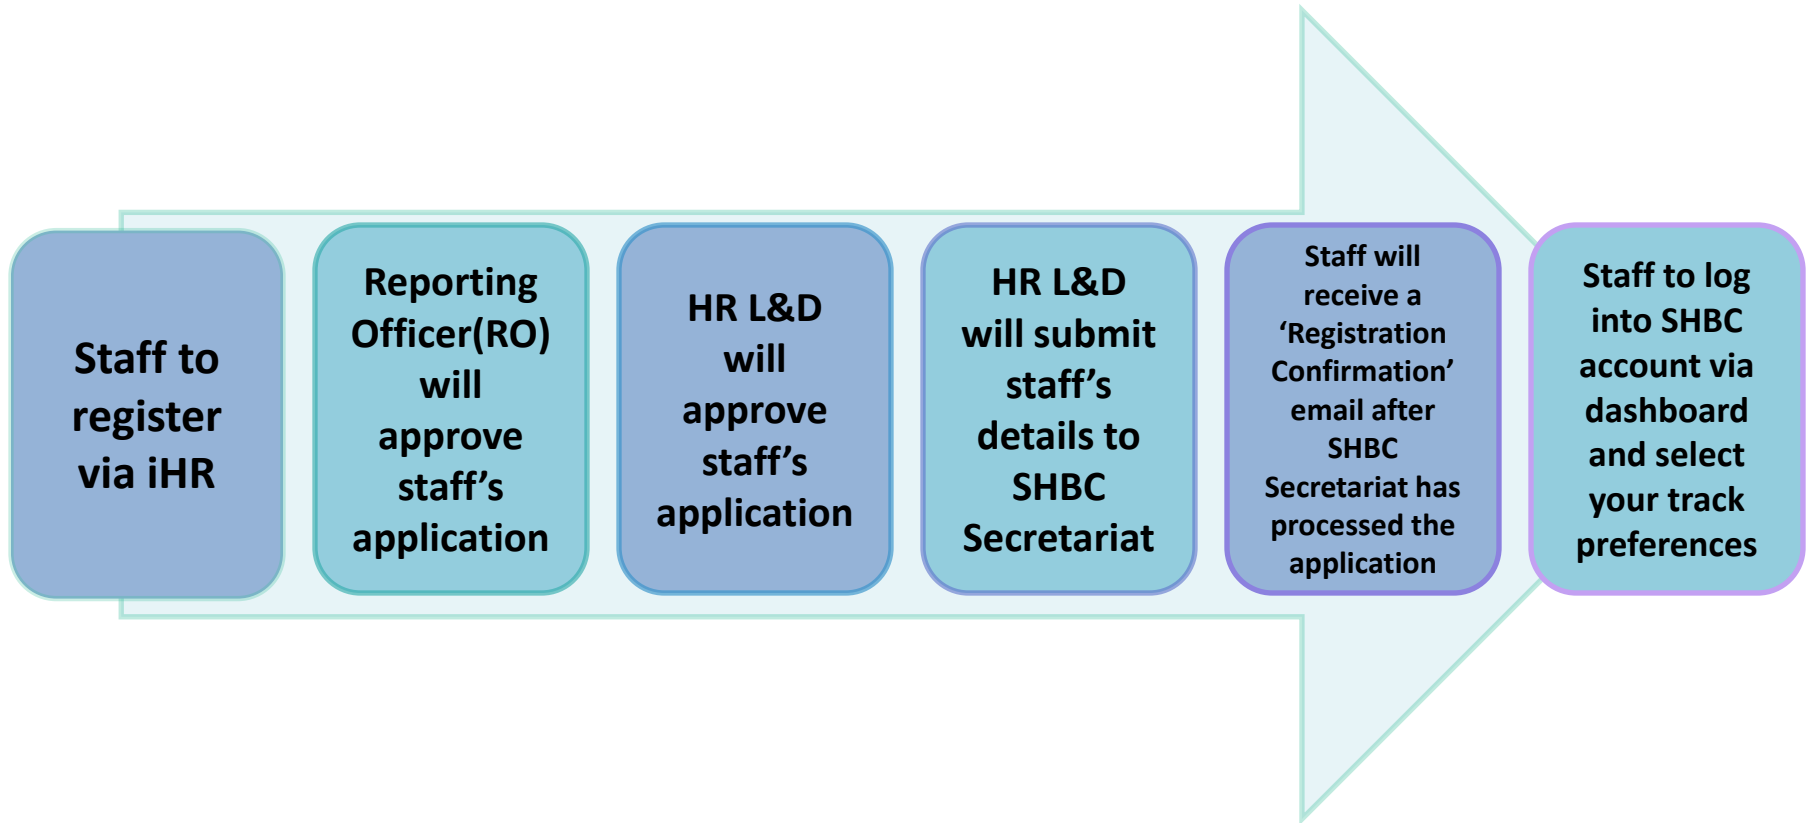 Staff to
register
via iHR
Reporting
Officer(RO)
will
approve
staff’s
application
HR L&D
will
approve
staff’s
application
HR L&D
will submit
staff’s
details to
SHBC
Secretariat
Staff will
receive a
‘Registration
Confirmation’
email after
SHBC
Secretariat has
processed the
application
Staff to log
into SHBC
account via
dashboard
and select
your track
preferences